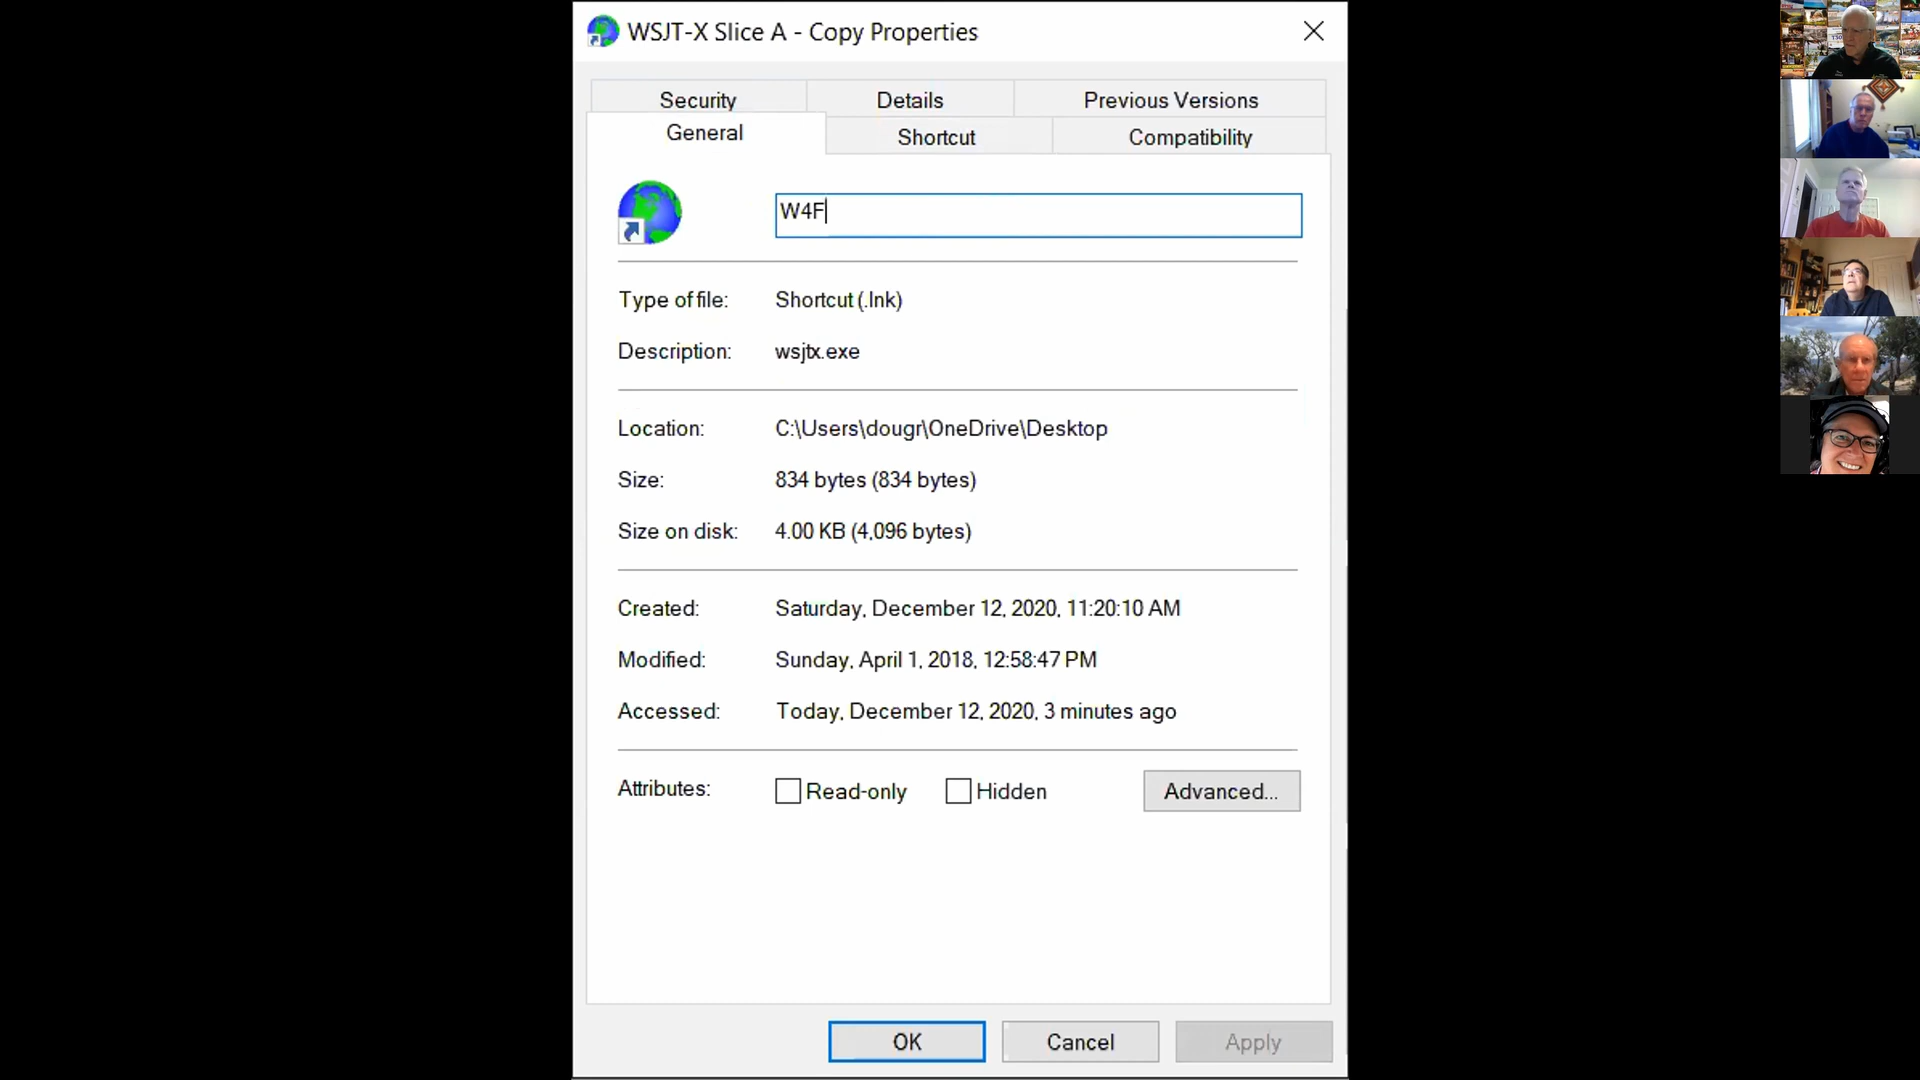 WSJT-X Slice A - Copy Properties
Security
Details
Previous Versions
General
Shortcut
Compatibility
W4F
Type of file: Shortcut (.lnk)
Description: wsjtx.exe
Location: C:\Users\dougr\OneDrive\Desktop
Size: 834 bytes (834 bytes)
Size on disk: 4.00 KB (4,096 bytes)
Created: Saturday, December 12, 2020, 11:20:10 AM
Modified: Sunday, April 1, 2018, 12:58:47 PM
Accessed: Today, December 12, 2020, 3 minutes ago
Attributes: Read-only Hidden Advanced...
OK Cancel Apply